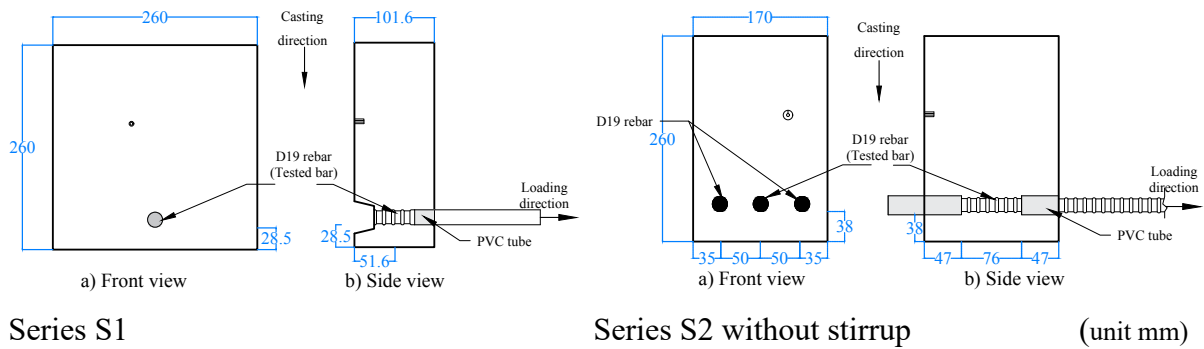 260
Casting
direction
101.6
260
D19 rebar
(Tested bar)
Loading
direction
28.5
28.5
51.6
PVC tube
a) Front view
b) Side view
Series S1
170
Casting
direction
D19 rebar
260
D19 rebar
(Tested bar)
Loading
direction
38
38
PVC tube
35
50
50
35
47
76
47
a) Front view
b) Side view
Series S2 without stirrup
(unit mm)